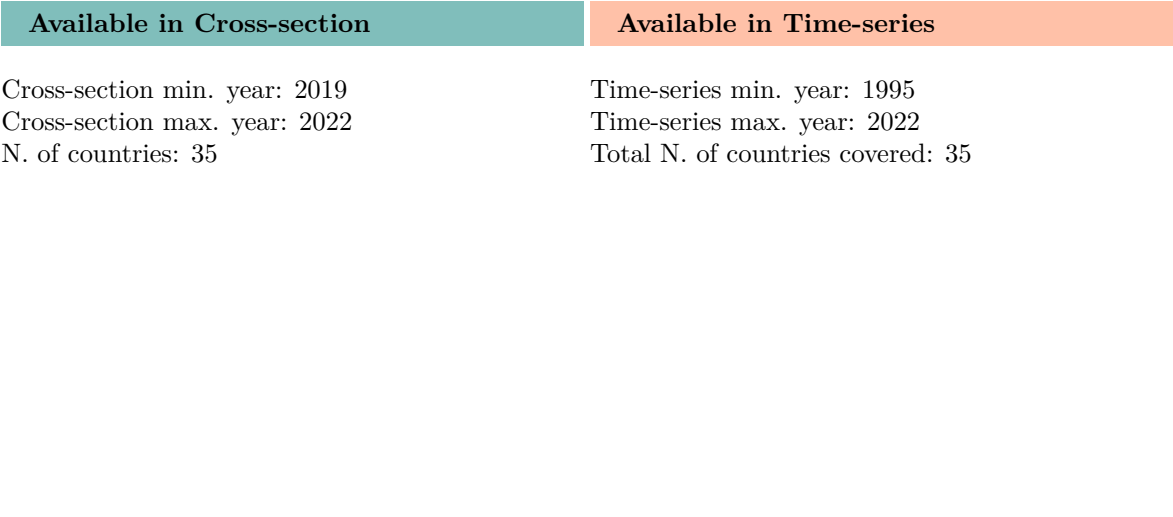 Available in Cross-section
Cross-section min. year: 2019
Cross-section max. year: 2022
N. of countries: 35
Available in Time-series
Time-series min. year: 1995
Time-series max. year: 2022
Total N. of countries covered: 35